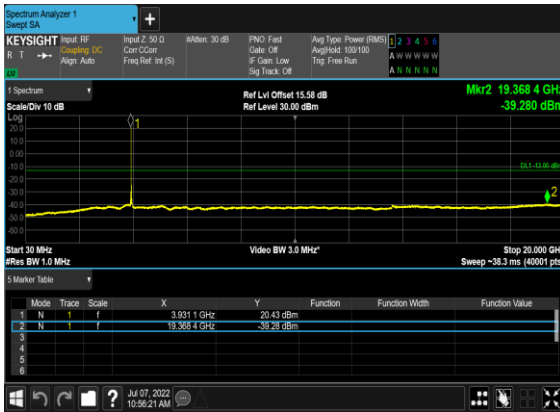 Spectrum Analyzer 1
Swept SA
KEYSIGHT Input: RF Input Z: 50 Ω #Atten: 30 dB PNO: Fast Avg Type: Power (RMS) 1 2 3 4 5 6
R T Coupling: DC Corr CCorr Gate: Off Avg|Hold: 100/100 A W W W W W
Align: Auto Freq Ref: Int (S) IF Gain: Low Trig: Free Run
LNI Sig Track: Off A N N N N N
1 Spectrum Ref Lvl Offset 15.58 dB Mkr2 19.368 4 GHz
Scale/Div 10 dB Ref Level 30.00 dBm -39.280 dBm
Log
20.0 1
10.0
0.00
-10.0 DL1 -13.00 dBm
-20.0
-30.0 2
-40.0
-50.0
-60.0
Start 30 MHz Video BW 3.0 MHz* Stop 20.000 GHz
#Res BW 1.0 MHz Sweep ~38.3 ms (40001 pts)
5 Marker Table
Mode Trace Scale X Y Function Function Width Function Value
1 N 1 f 3.931 1 GHz 20.43 dBm
2 N 1 f 19.368 4 GHz -39.28 dBm
3
4
5
6
? Jul 07, 2022
10:56:21 AM